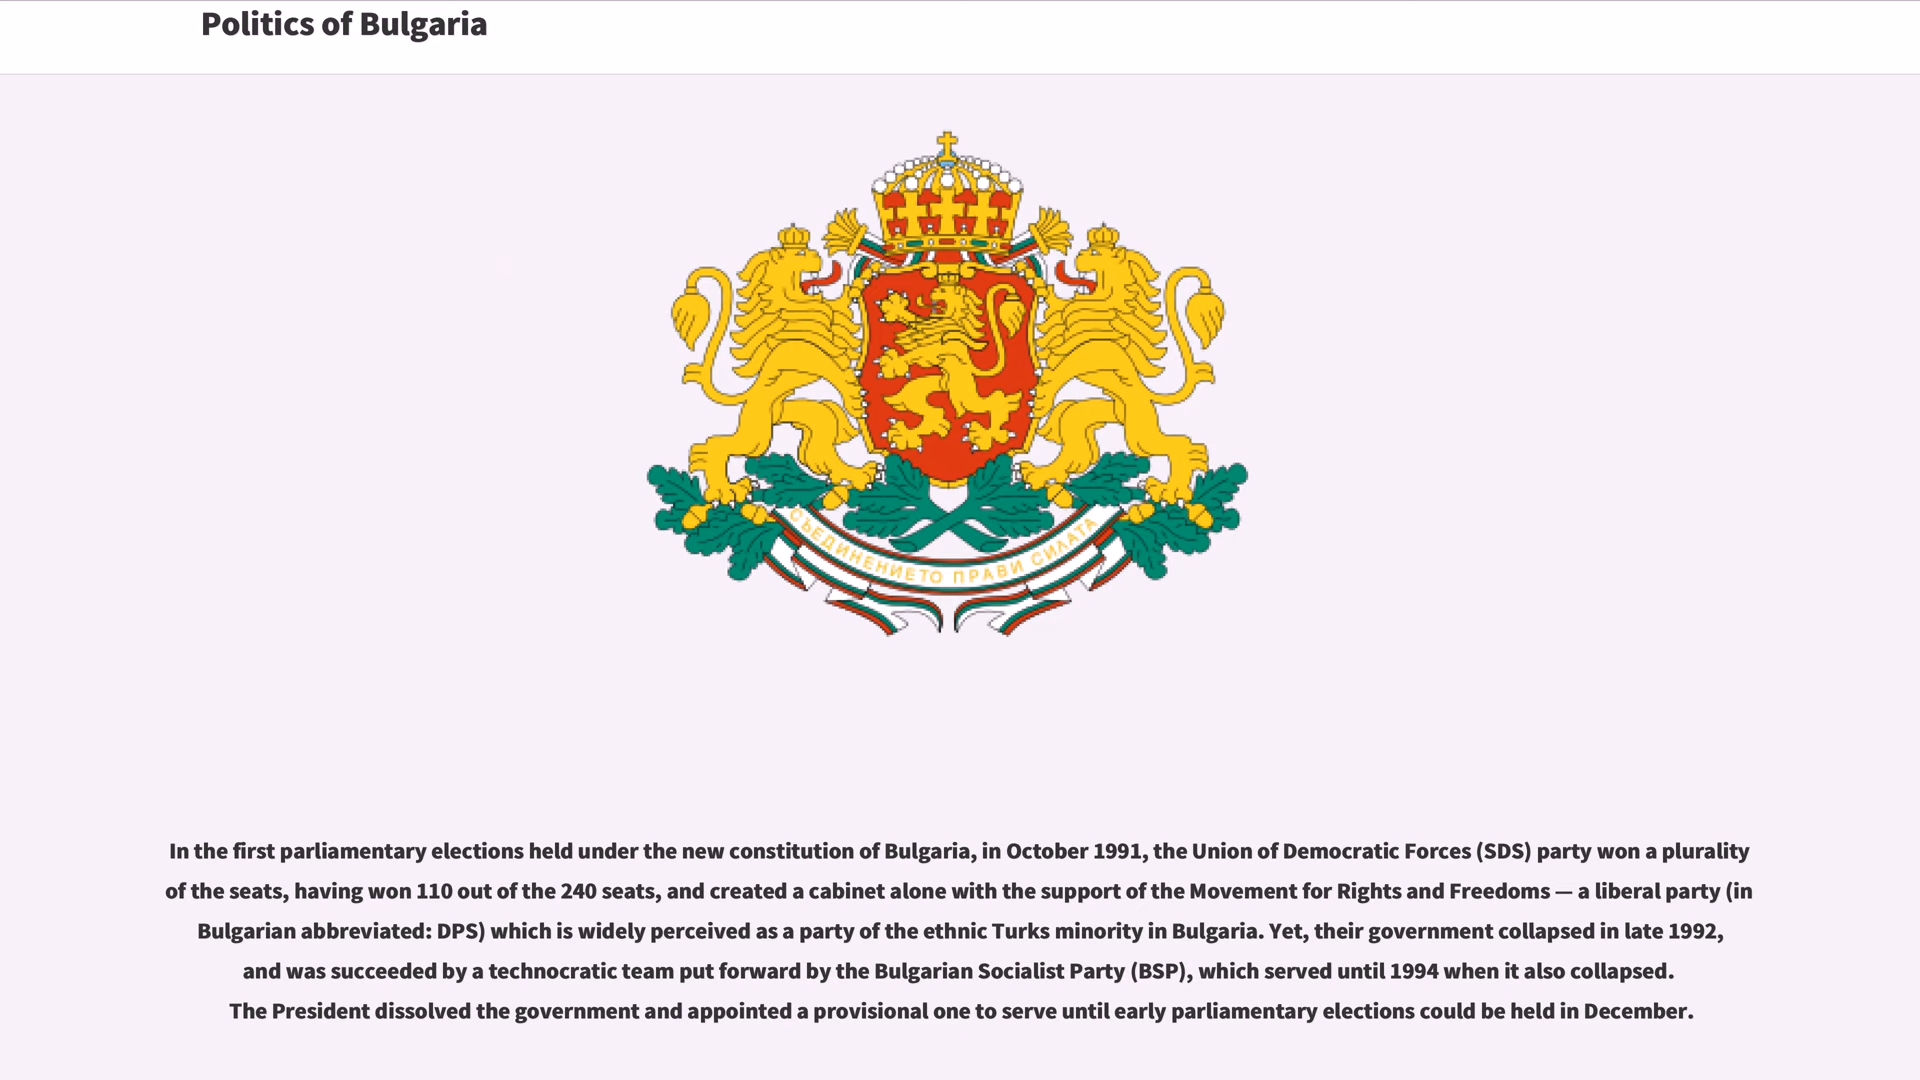 Politics of Bulgaria
СЪЕДИНЕНИЕТО ПРАВИ СИЛАТА
In the first parliamentary elections held under the new constitution of Bulgaria, in October 1991, the Union of Democratic Forces (SDS) party won a plurality
of the seats, having won 110 out of the 240 seats, and created a cabinet alone with the support of the Movement for Rights and Freedoms — a liberal party (in
Bulgarian abbreviated: DPS) which is widely perceived as a party of the ethnic Turks minority in Bulgaria. Yet, their government collapsed in late 1992,
and was succeeded by a technocratic team put forward by the Bulgarian Socialist Party (BSP), which served until 1994 when it also collapsed.
The President dissolved the government and appointed a provisional one to serve until early parliamentary elections could be held in December.